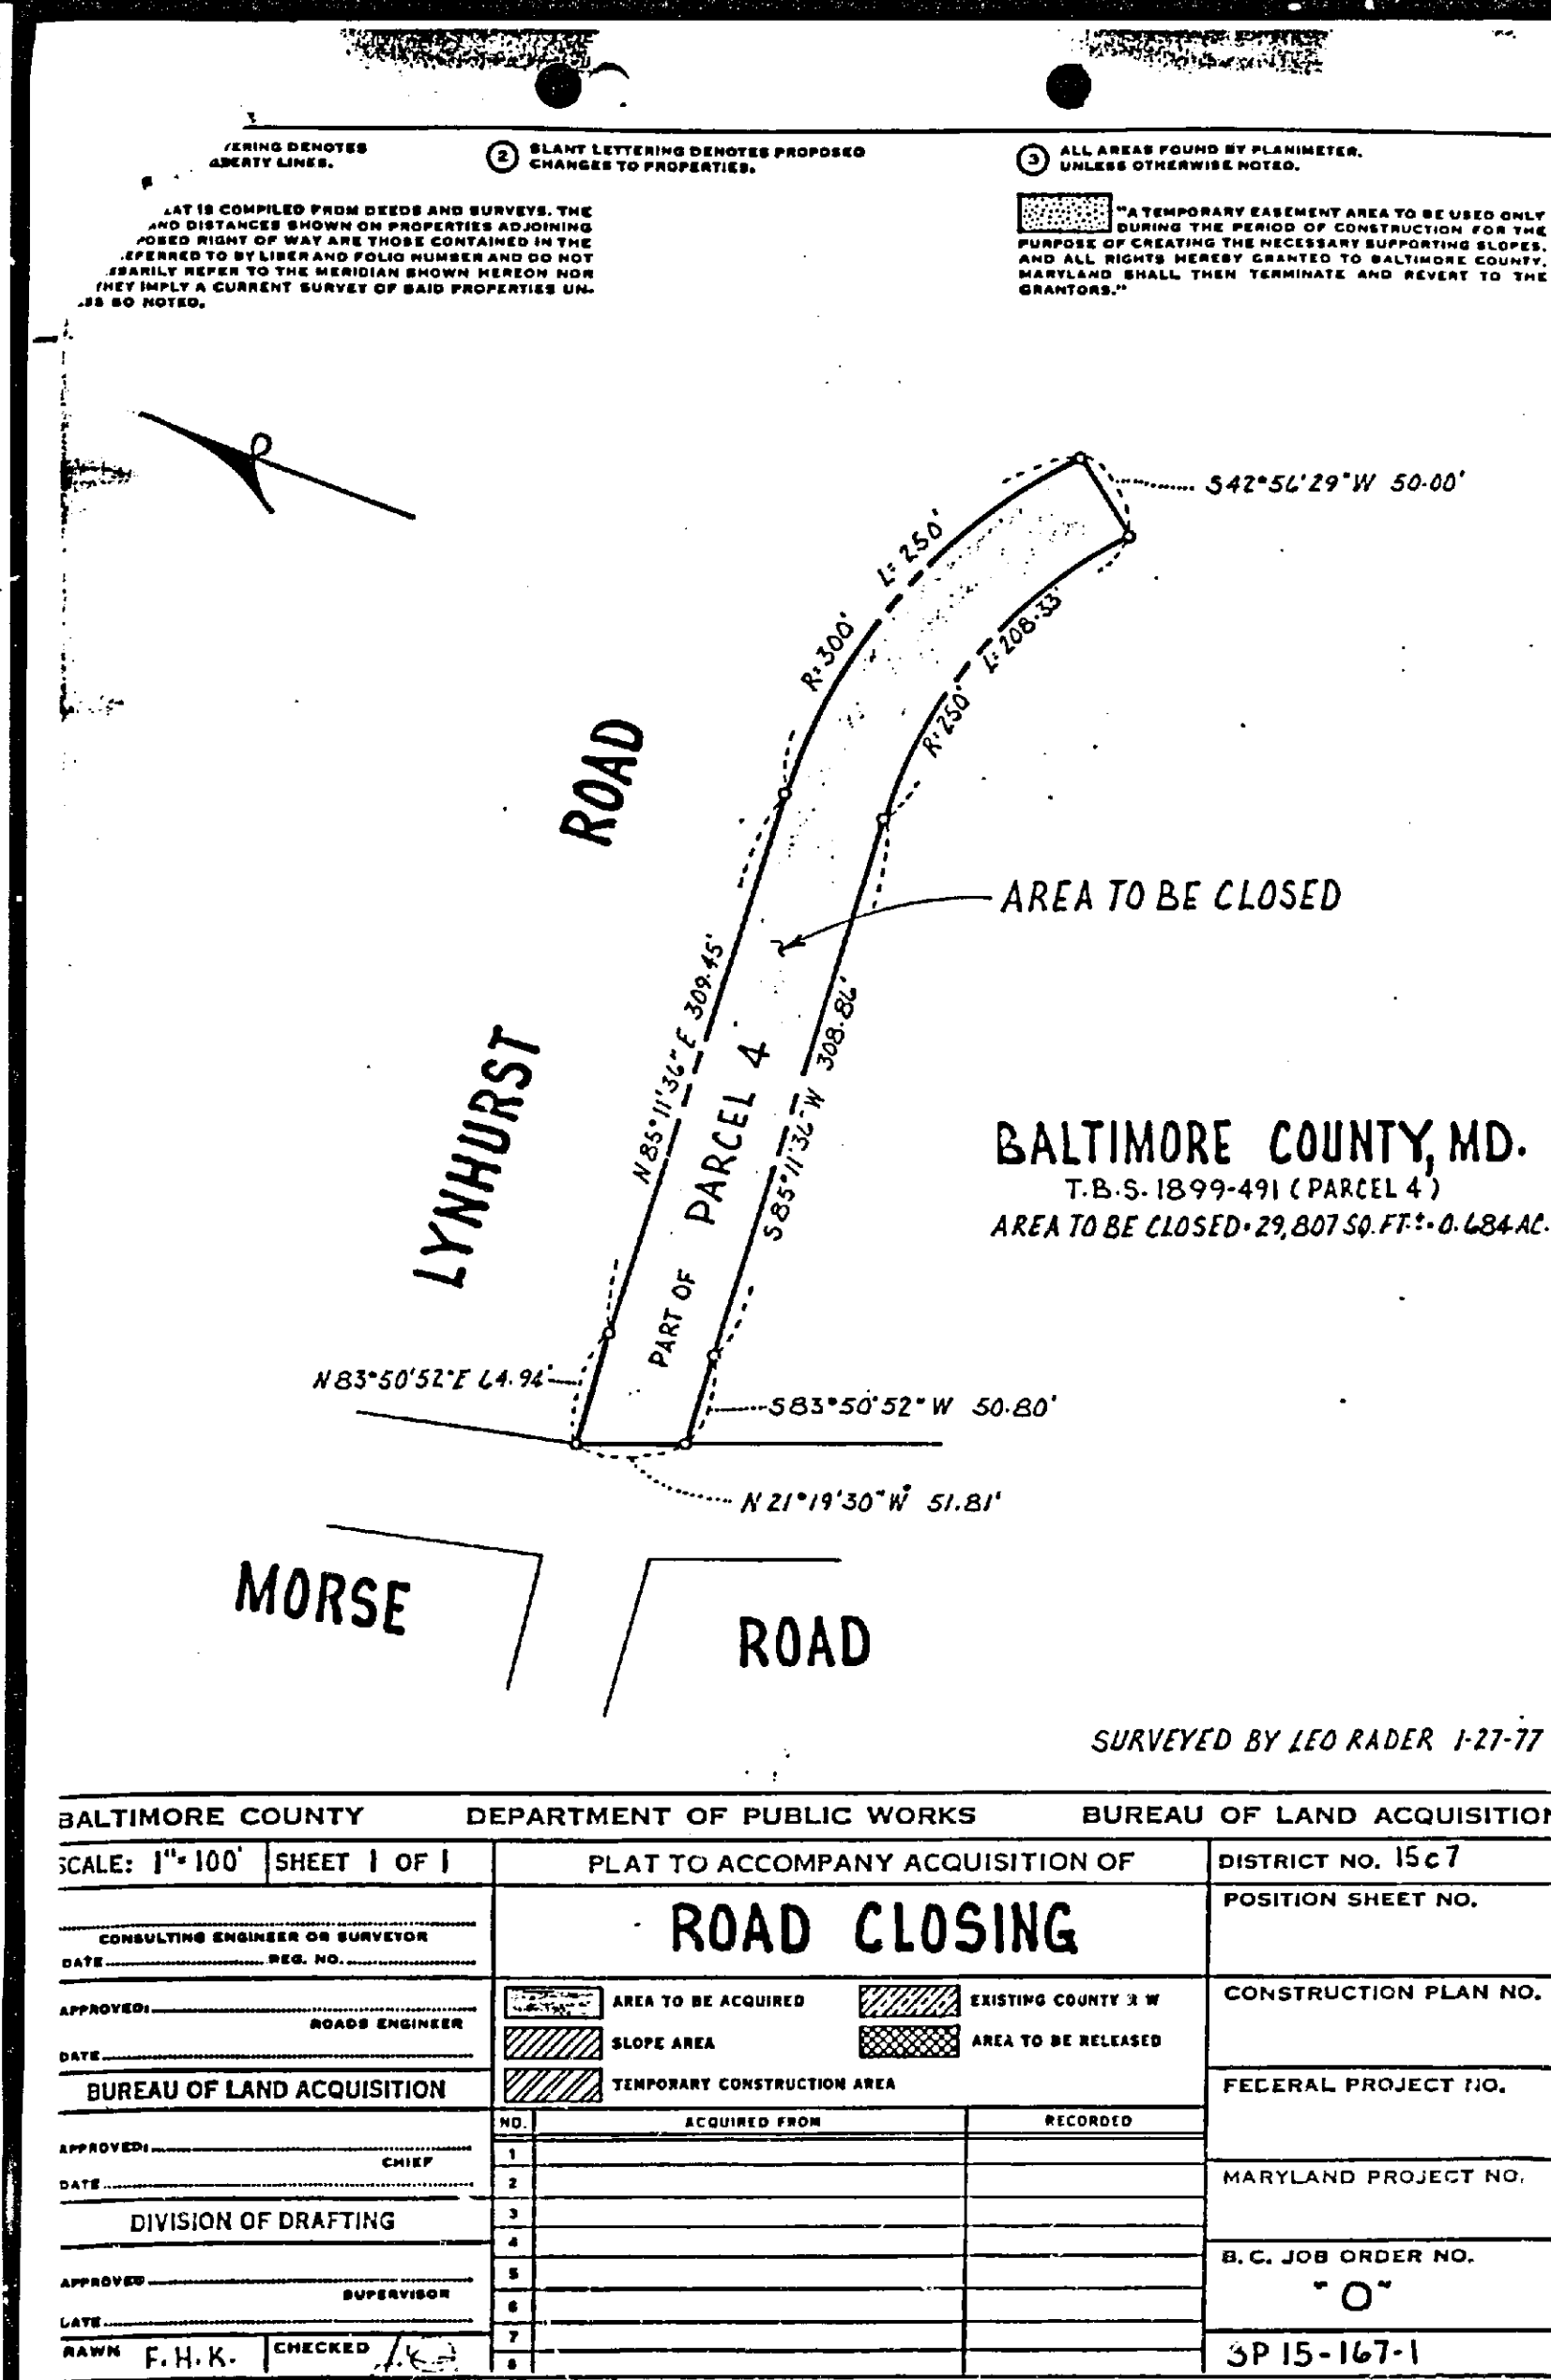 DENOTES
LINES.
2 SLANT LETTERING DENOTES PROPOSED
CHANGES TO PROPERTIES.
3 ALL AREAS FOUND BY PLANIMETER.
UNLESS OTHERWISE NOTED.
IS COMPILED FROM DEEDS AND SURVEYS. THE
AND DISTANCES SHOWN ON PROPERTIES ADJOINING
RIGHT OF WAY ARE THOSE CONTAINED IN THE
TO BY LIBER AND FOLIO NUMBER AND DO NOT
REFER TO THE MERIDIAN SHOWN HEREON NOR
THEY IMPLY A CURRENT SURVEY OF SAID PROPERTIES UN-
SO NOTED.
"A TEMPORARY EASEMENT AREA TO BE USED ONLY
DURING THE PERIOD OF CONSTRUCTION FOR THE
PURPOSE OF CREATING THE NECESSARY SUPPORTING SLOPES,
AND ALL RIGHTS HEREBY GRANTED TO BALTIMORE COUNTY,
MARYLAND SHALL THEN TERMINATE AND REVERT TO THE
GRANTORS."
S42°56'29"W 50.00'
L=250'
R=300'
L=208.33'
R=250'
LYNHURST ROAD
AREA TO BE CLOSED
N85°11'36"E 309.45'
S85°11'36"W 308.86'
PART OF PARCEL 4
BALTIMORE COUNTY, MD.
T.B.S. 1899-491 (PARCEL 4)
AREA TO BE CLOSED=29,807 SQ.FT.±=0.684 AC.
N83°50'52"E 64.94'
S83°50'52"W 50.80'
N21°19'30"W 51.81'
MORSE ROAD
SURVEYED BY LEO RADER 1-27-77
BALTIMORE COUNTY DEPARTMENT OF PUBLIC WORKS BUREAU OF LAND ACQUISITION
SCALE: 1"=100' SHEET 1 OF 1
PLAT TO ACCOMPANY ACQUISITION OF
ROAD CLOSING
DISTRICT NO. 15c7
POSITION SHEET NO.
CONSULTING ENGINEER OR SURVEYOR
DATE REG. NO.
APPROVED:
ROADS ENGINEER
DATE
AREA TO BE ACQUIRED
EXISTING COUNTY R W
SLOPE AREA
AREA TO BE RELEASED
TEMPORARY CONSTRUCTION AREA
CONSTRUCTION PLAN NO.
BUREAU OF LAND ACQUISITION
FEDERAL PROJECT NO.
NO. ACQUIRED FROM RECORDED
1
2
3
4
5
6
7
8
APPROVED:
CHIEF
DATE
MARYLAND PROJECT NO.
DIVISION OF DRAFTING
APPROVED
SUPERVISOR
DATE
B.C. JOB ORDER NO.
"O"
RAWN F.H.K. CHECKED
SP 15-167-1